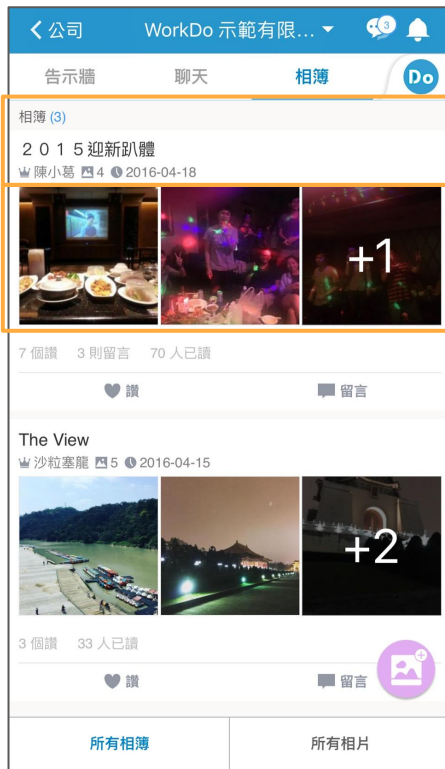 公司 WorkDo 示範有限... 3
告示牆 聊天 相簿 Do
相簿 (3)
２０１５迎新趴體
陳小葛 4 2016-04-18
+1
7 個讚 3 則留言 70 人已讀
讚 留言
The View
沙粒塞龍 5 2016-04-15
+2
3 個讚 33 人已讀
讚 留言
所有相簿 所有相片